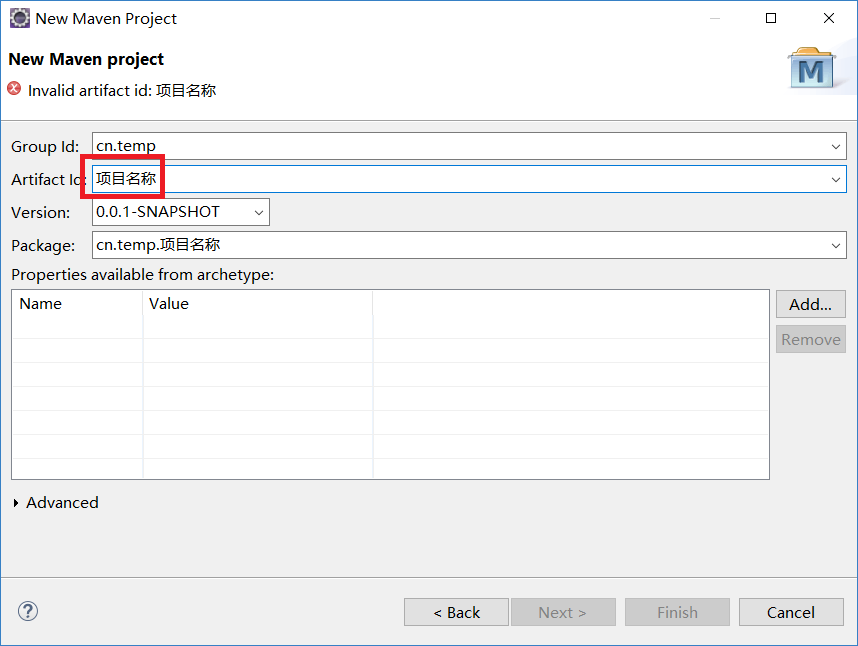 New Maven Project
New Maven project
Invalid artifact id: 项目名称
Group Id: cn.temp
Artifact Id: 项目名称
Version: 0.0.1-SNAPSHOT
Package: cn.temp.项目名称
Properties available from archetype:
Name Value
Add...
Remove
Advanced
< Back Next > Finish Cancel